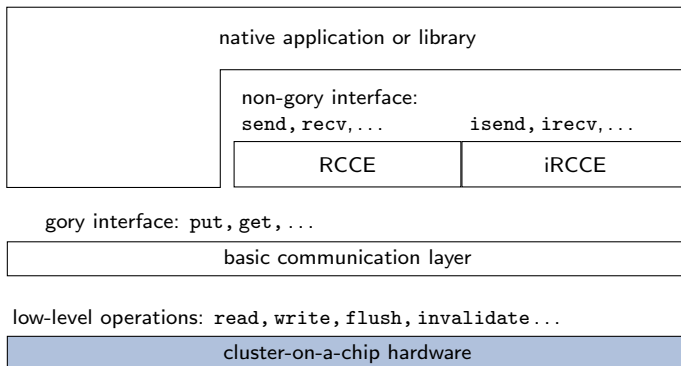 native application or library
non-gory interface:
send, recv, ... isend, irecv, ...
RCCE iRCCE
gory interface: put, get, ...
basic communication layer
low-level operations: read, write, flush, invalidate ...
cluster-on-a-chip hardware